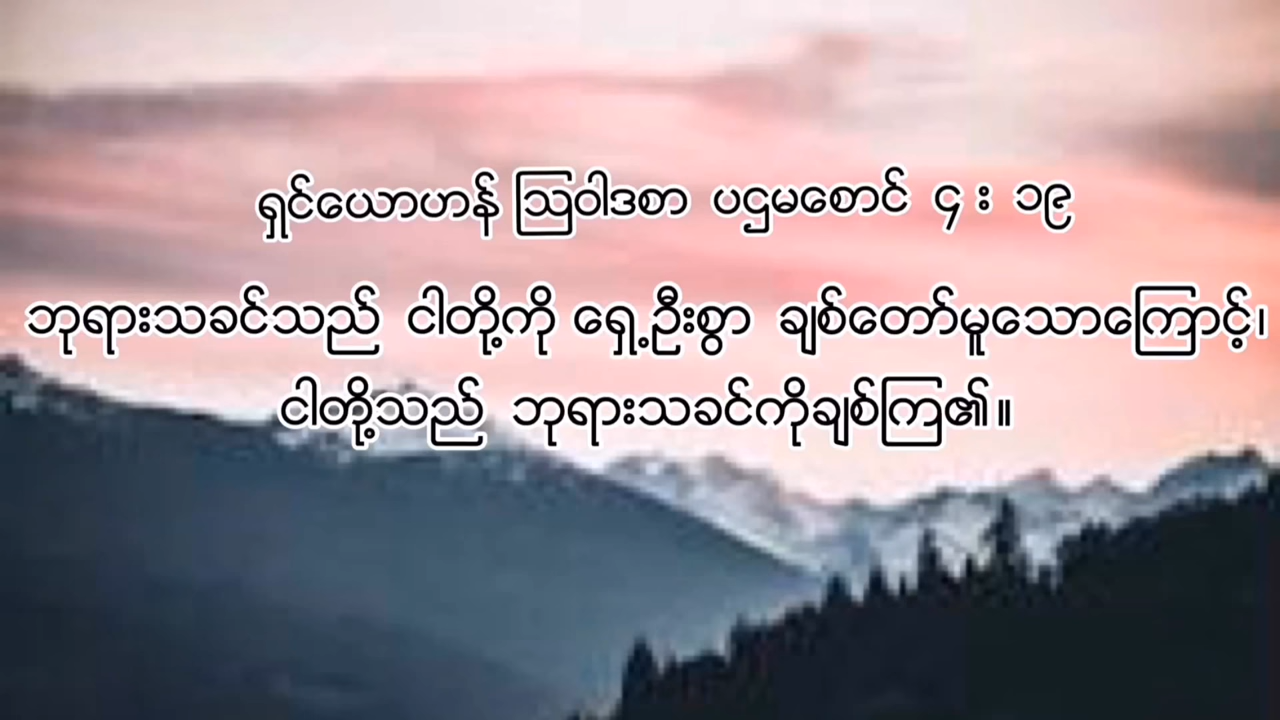 ရှင်ယောဟန် ဩဝါဒစာ ပဌမစောင် ၄ : ၁၉
ဘုရားသခင်သည် ငါတို့ကို ရှေ့ဦးစွာ ချစ်တော်မူသောကြောင့်၊
ငါတို့သည် ဘုရားသခင်ကိုချစ်ကြ၏။